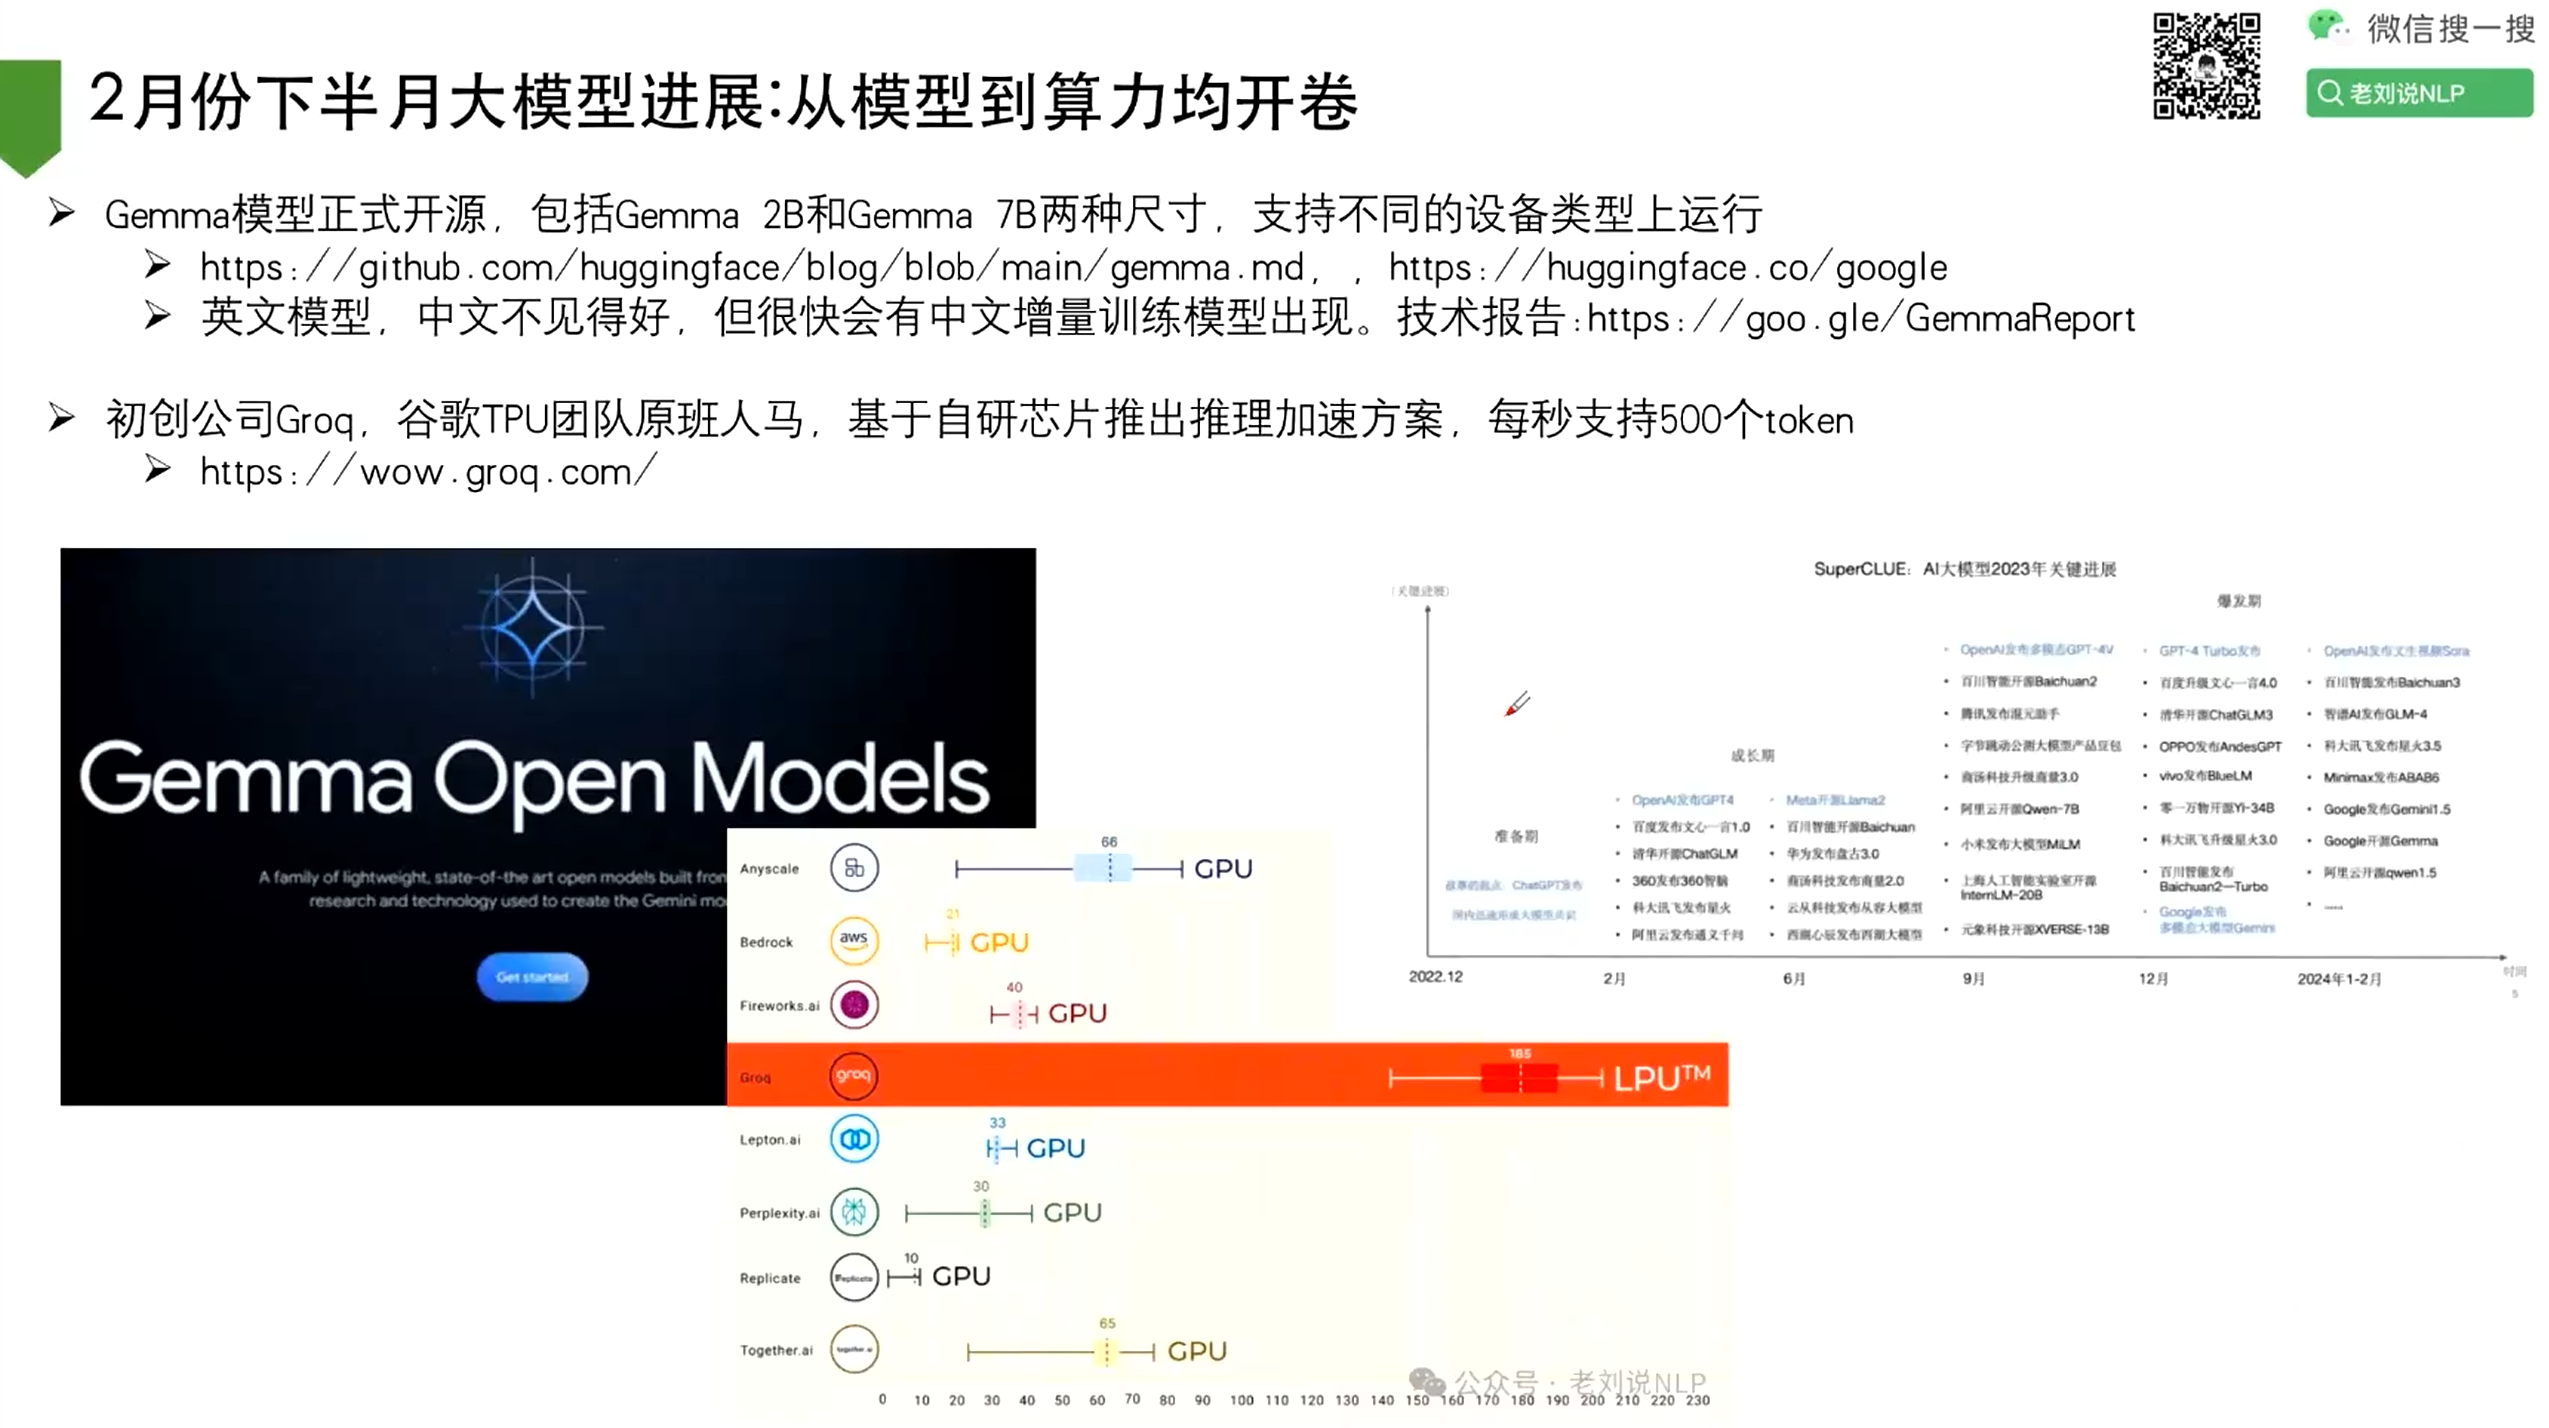 微信搜一搜
老刘说NLP
2月份下半月大模型进展:从模型到算力均开卷
Gemma模型正式开源，包括Gemma 2B和Gemma 7B两种尺寸，支持不同的设备类型上运行
https://github.com/huggingface/blog/blob/main/gemma.md，，https://huggingface.co/google
英文模型，中文不见得好，但很快会有中文增量训练模型出现。技术报告:https://goo.gle/GemmaReport
初创公司Groq，谷歌TPU团队原班人马，基于自研芯片推出推理加速方案，每秒支持500个token
https://wow.groq.com/
Gemma Open Models
A family of lightweight, state-of-the art open models built from
research and technology used to create the Gemini mo
Get started
Anyscale 66 GPU
Bedrock aws 21 GPU
Fireworks.ai 40 GPU
Groq groq 185 LPU™
Lepton.ai 33 GPU
Perplexity.ai 30 GPU
Replicate Replicate 10 GPU
Together.ai together.ai 65 GPU
0 10 20 30 40 50 60 70 80 90 100 110 120 130 140 150 160 170 180 190 200 210 220 230
公众号 · 老刘说NLP
SuperCLUE：AI大模型2023年关键进展
（关键进展）
准备期
故事的起点：ChatGPT发布
国内迅速形成大模型共识
成长期
OpenAI发布GPT4
百度发布文心一言1.0
清华开源ChatGLM
360发布360智脑
科大讯飞发布星火
阿里云发布通义千问
Meta开源Llama2
百川智能开源Baichuan
华为发布盘古3.0
商汤科技发布商量2.0
云从科技发布从容大模型
西湖心辰发布西湖大模型
爆发期
OpenAI发布多模态GPT-4V
百川智能开源Baichuan2
腾讯发布混元助手
字节跳动公测大模型产品豆包
商汤科技升级商量3.0
阿里云开源Qwen-7B
小米发布大模型MiLM
上海人工智能实验室开源
InternLM-20B
元象科技开源XVERSE-13B
GPT-4 Turbo发布
百度升级文心一言4.0
清华开源ChatGLM3
OPPO发布AndesGPT
vivo发布BlueLM
零一万物开源Yi-34B
科大讯飞升级星火3.0
百川智能发布
Baichuan2—Turbo
Google发布
多模态大模型Gemini
OpenAI发布文生视频Sora
百川智能发布Baichuan3
智谱AI发布GLM-4
科大讯飞发布星火3.5
Minimax发布ABAB6
Google发布Gemini1.5
Google开源Gemma
阿里云开源qwen1.5
......
2022.12 2月 6月 9月 12月 2024年1-2月 时间
5